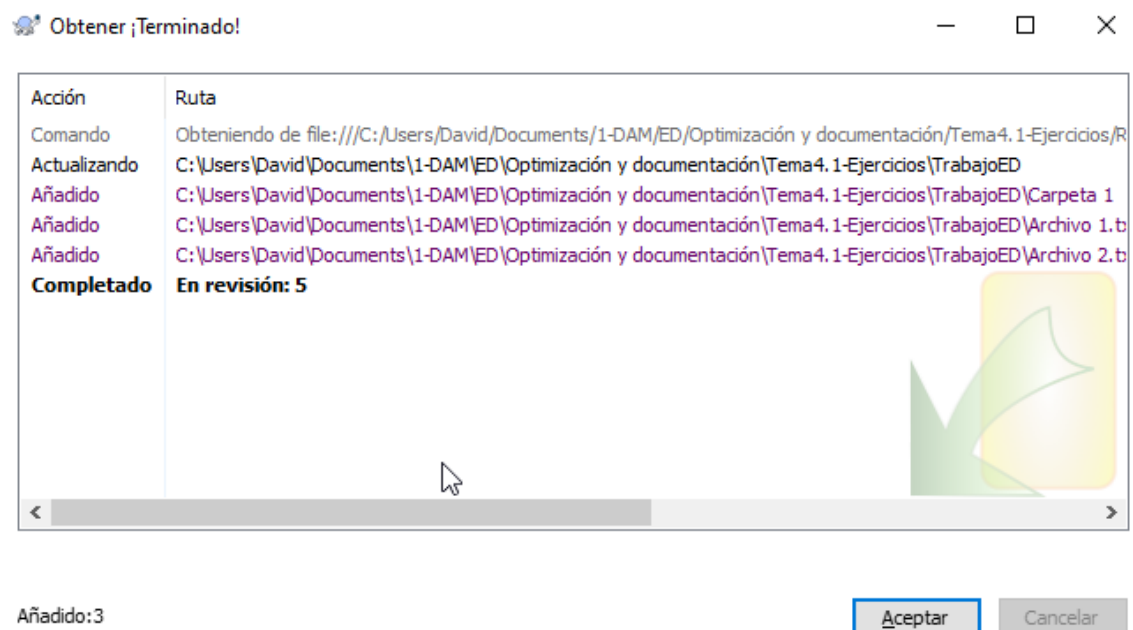 Obtener ¡Terminado!
Acción Ruta
Comando Obteniendo de file:///C:/Users/David/Documents/1-DAM/ED/Optimización y documentación/Tema4.1-Ejercicios/R
Actualizando C:\Users\David\Documents\1-DAM\ED\Optimización y documentación\Tema4.1-Ejercicios\TrabajoED
Añadido C:\Users\David\Documents\1-DAM\ED\Optimización y documentación\Tema4.1-Ejercicios\TrabajoED\Carpeta 1
Añadido C:\Users\David\Documents\1-DAM\ED\Optimización y documentación\Tema4.1-Ejercicios\TrabajoED\Archivo 1.t
Añadido C:\Users\David\Documents\1-DAM\ED\Optimización y documentación\Tema4.1-Ejercicios\TrabajoED\Archivo 2.t
Completado En revisión: 5
Añadido:3
Aceptar Cancelar